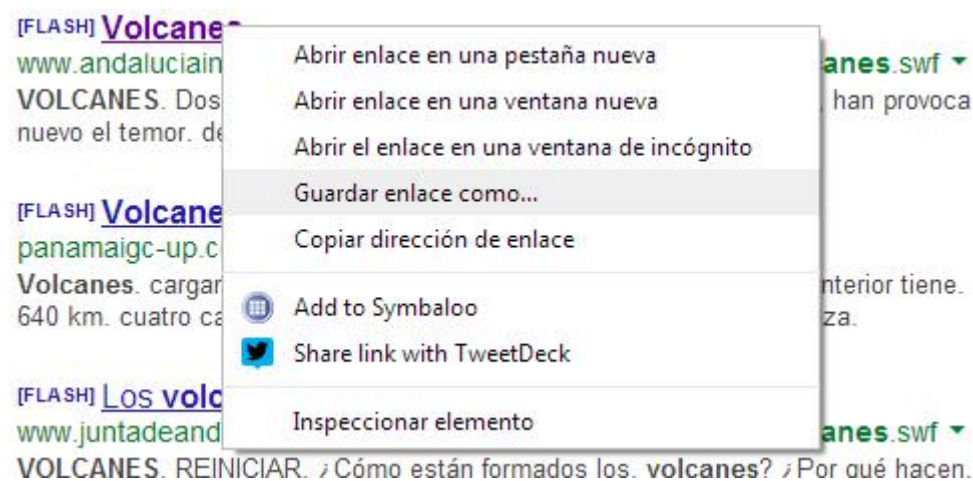 [FLASH] Volcanes
www.andaluciain anes.swf
VOLCANES. Dos , han provoca
nuevo el temor. de
Abrir enlace en una pestaña nueva
Abrir enlace en una ventana nueva
Abrir el enlace en una ventana de incógnito
Guardar enlace como...
Copiar dirección de enlace
Add to Symbaloo
Share link with TweetDeck
Inspeccionar elemento
[FLASH] Volcane
panamaigc-up.c
Volcanes. cargar nterior tiene.
640 km. cuatro ca za.
[FLASH] Los volc
www.juntadeand anes.swf
VOLCANES. REINICIAR. ¿Cómo están formados los. volcanes? ¿Por qué hacen.